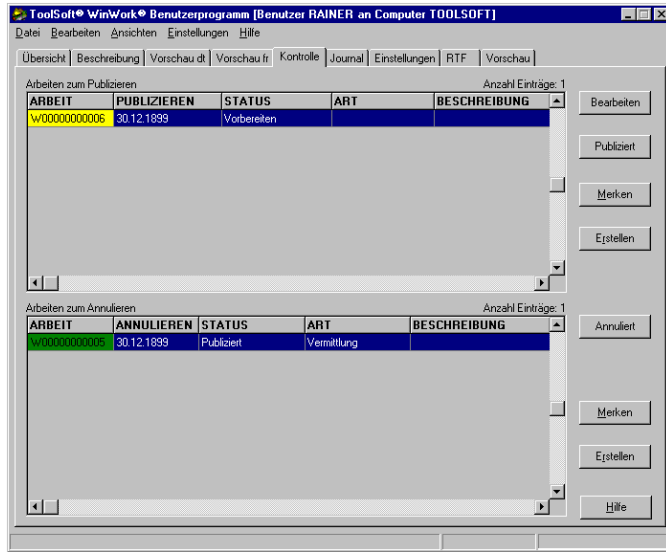 ToolSoft® WinWork® Benutzerprogramm [Benutzer RAINER an Computer TOOLSOFT]
Datei Bearbeiten Ansichten Einstellungen Hilfe
Übersicht Beschreibung Vorschau dt Vorschau fr Kontrolle Journal Einstellungen RTF Vorschau
Arbeiten zum Publizieren Anzahl Einträge: 1
ARBEIT PUBLIZIEREN STATUS ART BESCHREIBUNG
W00000000006 30.12.1899 Vorbereiten
Bearbeiten
Publiziert
Merken
Erstellen
Arbeiten zum Annulieren Anzahl Einträge: 1
ARBEIT ANNULIEREN STATUS ART BESCHREIBUNG
W00000000005 30.12.1899 Publiziert Vermittlung
Annuliert
Merken
Erstellen
Hilfe